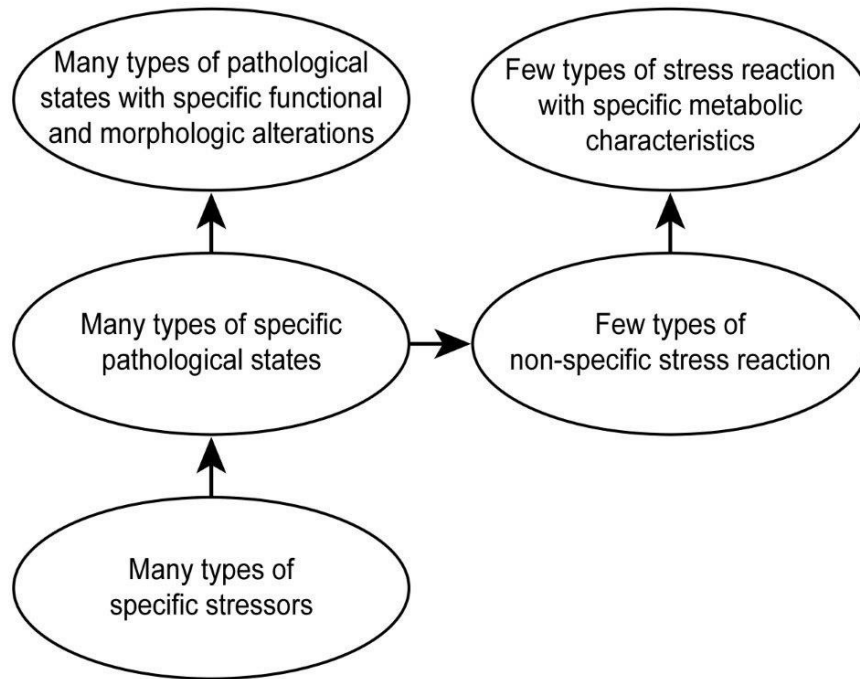 Many types of pathological
states with specific functional
and morphologic alterations
Few types of stress reaction
with specific metabolic
characteristics
Many types of specific
pathological states
Few types of
non-specific stress reaction
Many types of
specific stressors